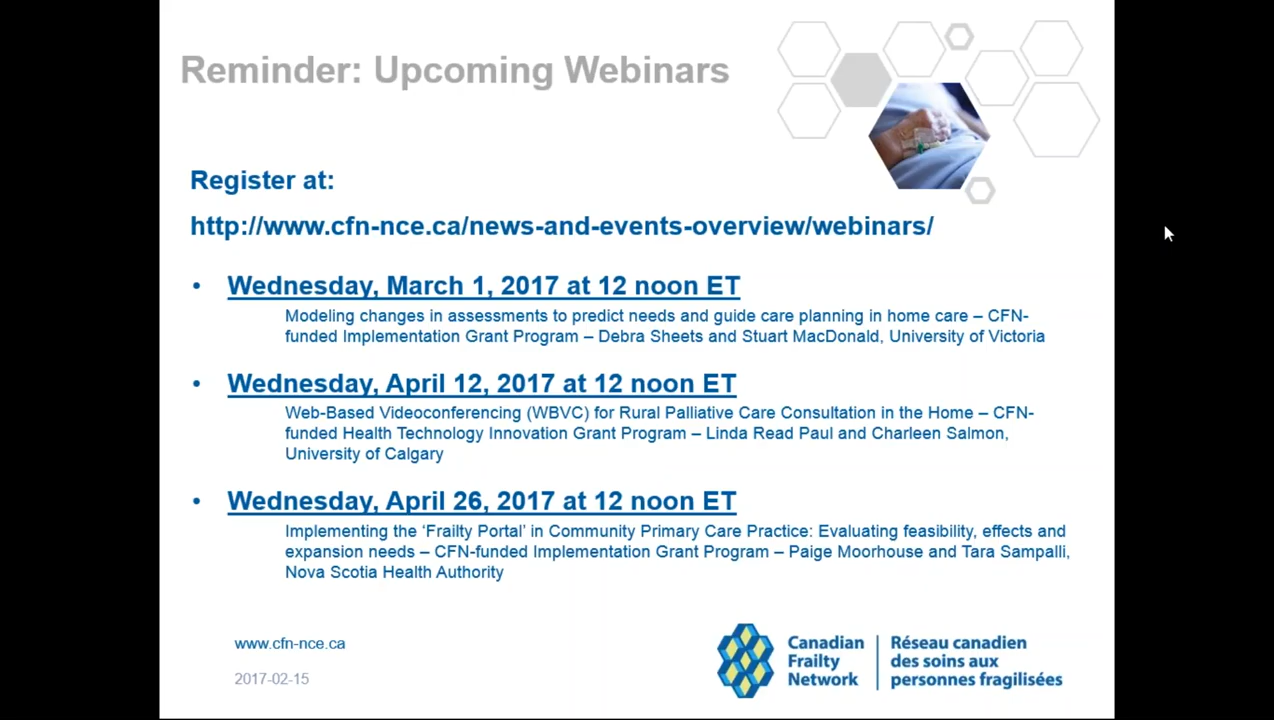 Reminder: Upcoming Webinars
Register at:
http://www.cfn-nce.ca/news-and-events-overview/webinars/
• Wednesday, March 1, 2017 at 12 noon ET
Modeling changes in assessments to predict needs and guide care planning in home care – CFN-
funded Implementation Grant Program – Debra Sheets and Stuart MacDonald, University of Victoria
• Wednesday, April 12, 2017 at 12 noon ET
Web-Based Videoconferencing (WBVC) for Rural Palliative Care Consultation in the Home – CFN-
funded Health Technology Innovation Grant Program – Linda Read Paul and Charleen Salmon,
University of Calgary
• Wednesday, April 26, 2017 at 12 noon ET
Implementing the ‘Frailty Portal’ in Community Primary Care Practice: Evaluating feasibility, effects and
expansion needs – CFN-funded Implementation Grant Program – Paige Moorhouse and Tara Sampalli,
Nova Scotia Health Authority
www.cfn-nce.ca
2017-02-15
Canadian
Frailty
Network
Réseau canadien
des soins aux
personnes fragilisées